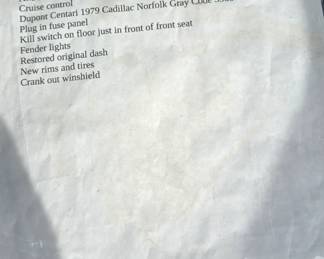 Cruise control
Dupont Centari 1979 Cadillac Norfolk Gray Code
Plug in fuse panel
Kill switch on floor just in front of front seat
Fender lights
Restored original dash
New rims and tires
Crank out winshield